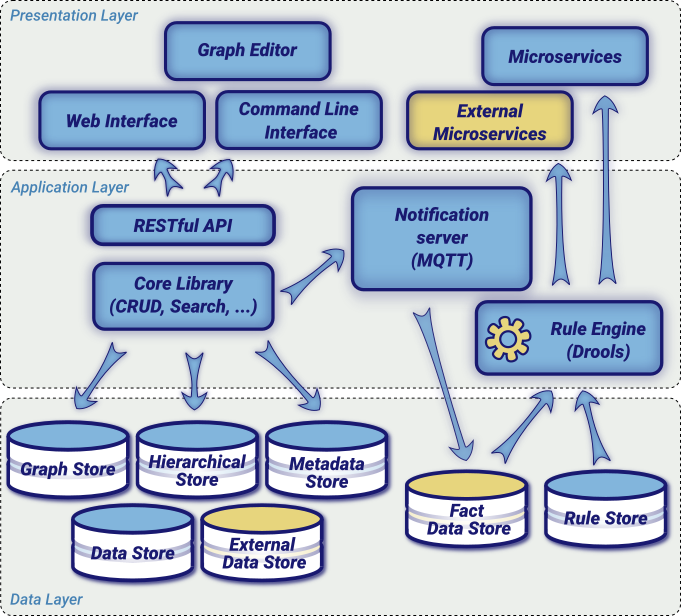 Presentation Layer
Graph Editor
Microservices
Web Interface
Command Line
Interface
External
Microservices
Application Layer
RESTful API
Notification
server
(MQTT)
Core Library
(CRUD, Search, ...)
Rule Engine
(Drools)
Graph Store
Hierarchical
Store
Metadata
Store
Fact
Data Store
Rule Store
Data Store
External
Data Store
Data Layer